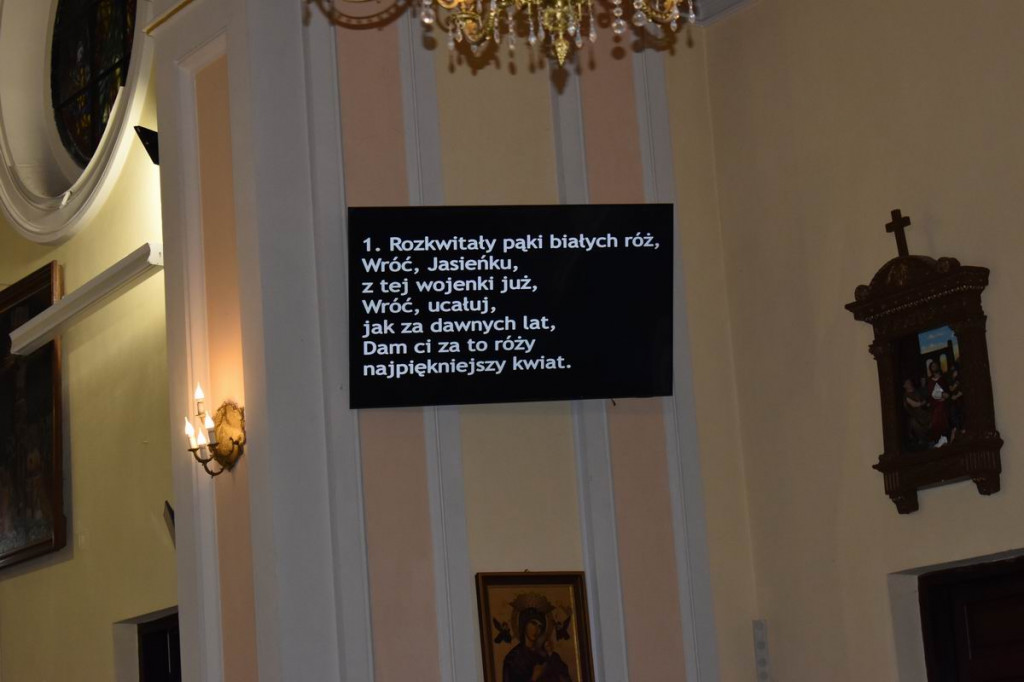 1. Rozkwitały pąki białych róż,
Wróć, Jasieńku,
z tej wojenki już,
Wróć, ucałuj,
jak za dawnych lat,
Dam ci za to róży
najpiękniejszy kwiat.